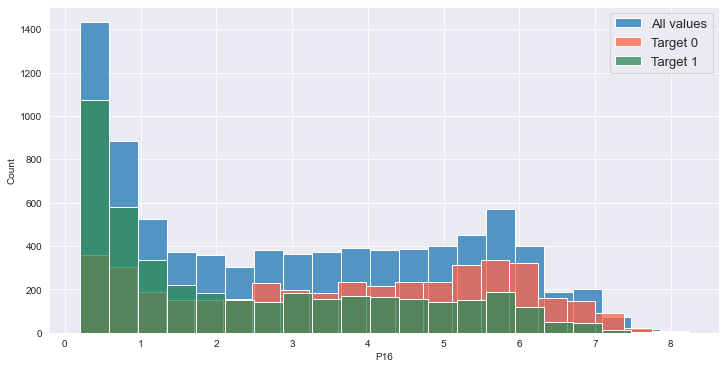 1400
1200
1000
800
600
400
200
0
Count
0 1 2 3 4 5 6 7 8
P16
All values
Target 0
Target 1